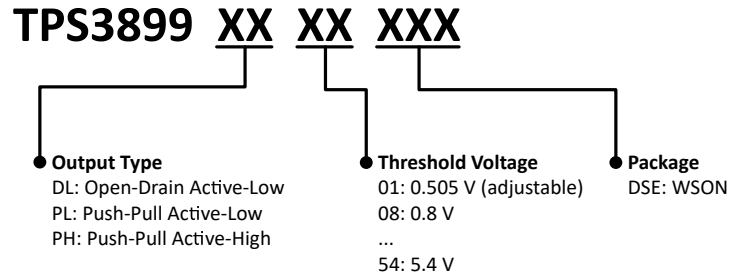 TPS3899 XX XX XXX
Output Type
DL: Open-Drain Active-Low
PL: Push-Pull Active-Low
PH: Push-Pull Active-High
Threshold Voltage
01: 0.505 V (adjustable)
08: 0.8 V
...
54: 5.4 V
Package
DSE: WSON